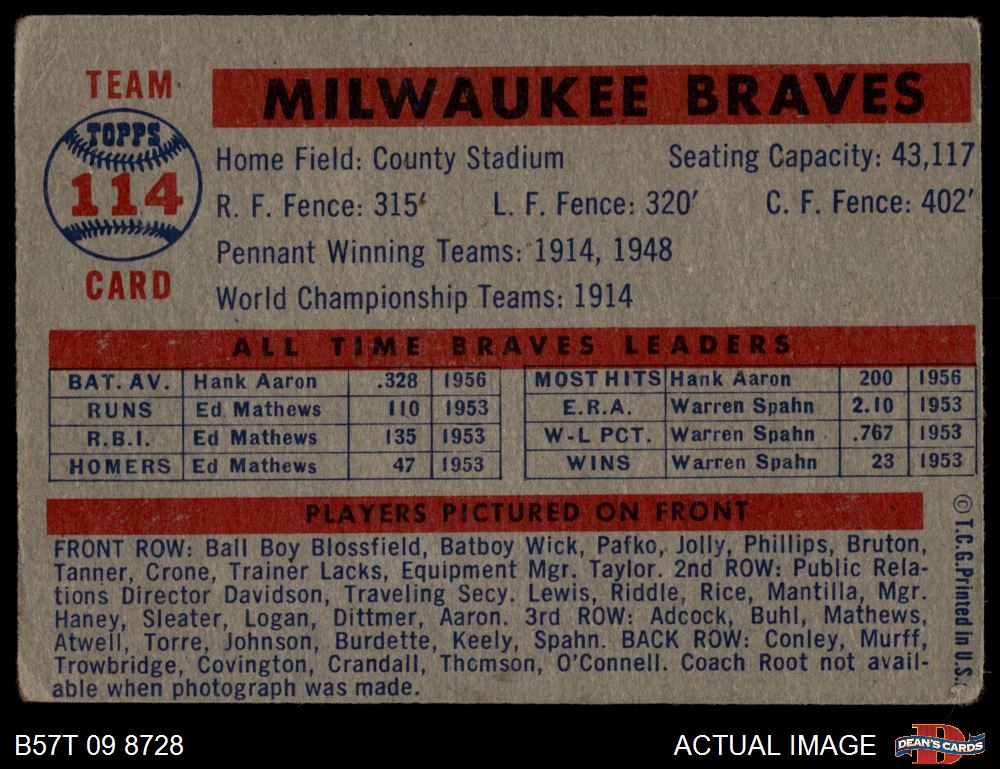 TEAM
TOPPS
114
CARD
MILWAUKEE BRAVES
Home Field: County Stadium Seating Capacity: 43,117
R. F. Fence: 315′ L. F. Fence: 320′ C. F. Fence: 402′
Pennant Winning Teams: 1914, 1948
World Championship Teams: 1914
ALL TIME BRAVES LEADERS
BAT. AV. Hank Aaron .328 1956 MOST HITS Hank Aaron 200 1956
RUNS Ed Mathews 110 1953 E.R.A. Warren Spahn 2.10 1953
R.B.I. Ed Mathews 135 1953 W-L PCT. Warren Spahn .767 1953
HOMERS Ed Mathews 47 1953 WINS Warren Spahn 23 1953
PLAYERS PICTURED ON FRONT
FRONT ROW: Ball Boy Blossfield, Batboy Wick, Pafko, Jolly, Phillips, Bruton,
Tanner, Crone, Trainer Lacks, Equipment Mgr. Taylor. 2nd ROW: Public Rela-
tions Director Davidson, Traveling Secy. Lewis, Riddle, Rice, Mantilla, Mgr.
Haney, Sleater, Logan, Dittmer, Aaron. 3rd ROW: Adcock, Buhl, Mathews,
Atwell, Torre, Johnson, Burdette, Keely, Spahn. BACK ROW: Conley, Murff,
Trowbridge, Covington, Crandall, Thomson, O'Connell. Coach Root not avail-
able when photograph was made.
© T.C.G. Printed in U.S.
B57T 09 8728 ACTUAL IMAGE
D
DEAN'S CARDS